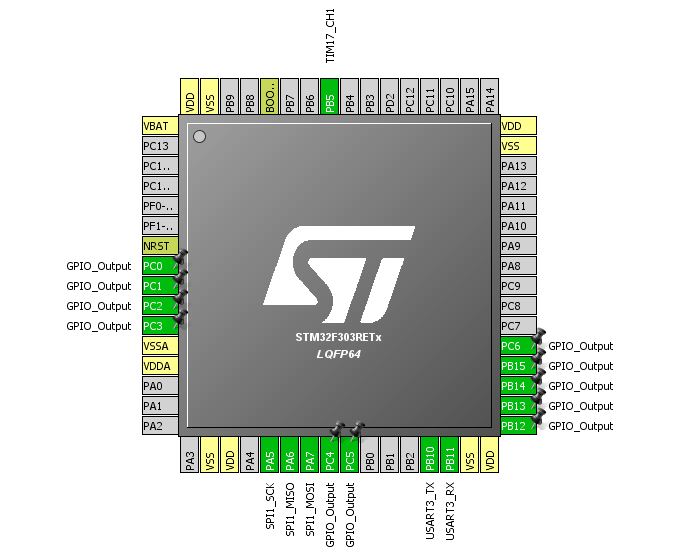 TIM17_CH1
VDD
VSS
PB9
PB8
BOO..
PB7
PB6
PB5
PB4
PB3
PD2
PC12
PC11
PC10
PA15
PA14
VBAT
PC13
PC1..
PC1..
PF0-..
PF1-..
NRST
GPIO_Output PC0
GPIO_Output PC1
GPIO_Output PC2
GPIO_Output PC3
VSSA
VDDA
PA0
PA1
PA2
STM32F303RETx
LQFP64
VDD
VSS
PA13
PA12
PA11
PA10
PA9
PA8
PC9
PC8
PC7
PC6 GPIO_Output
PB15 GPIO_Output
PB14 GPIO_Output
PB13 GPIO_Output
PB12 GPIO_Output
PA3
VSS
VDD
PA4
PA5
PA6
PA7
PC4
PC5
PB0
PB1
PB2
PB10
PB11
VSS
VDD
SPI1_SCK
SPI1_MISO
SPI1_MOSI
GPIO_Output
GPIO_Output
USART3_TX
USART3_RX